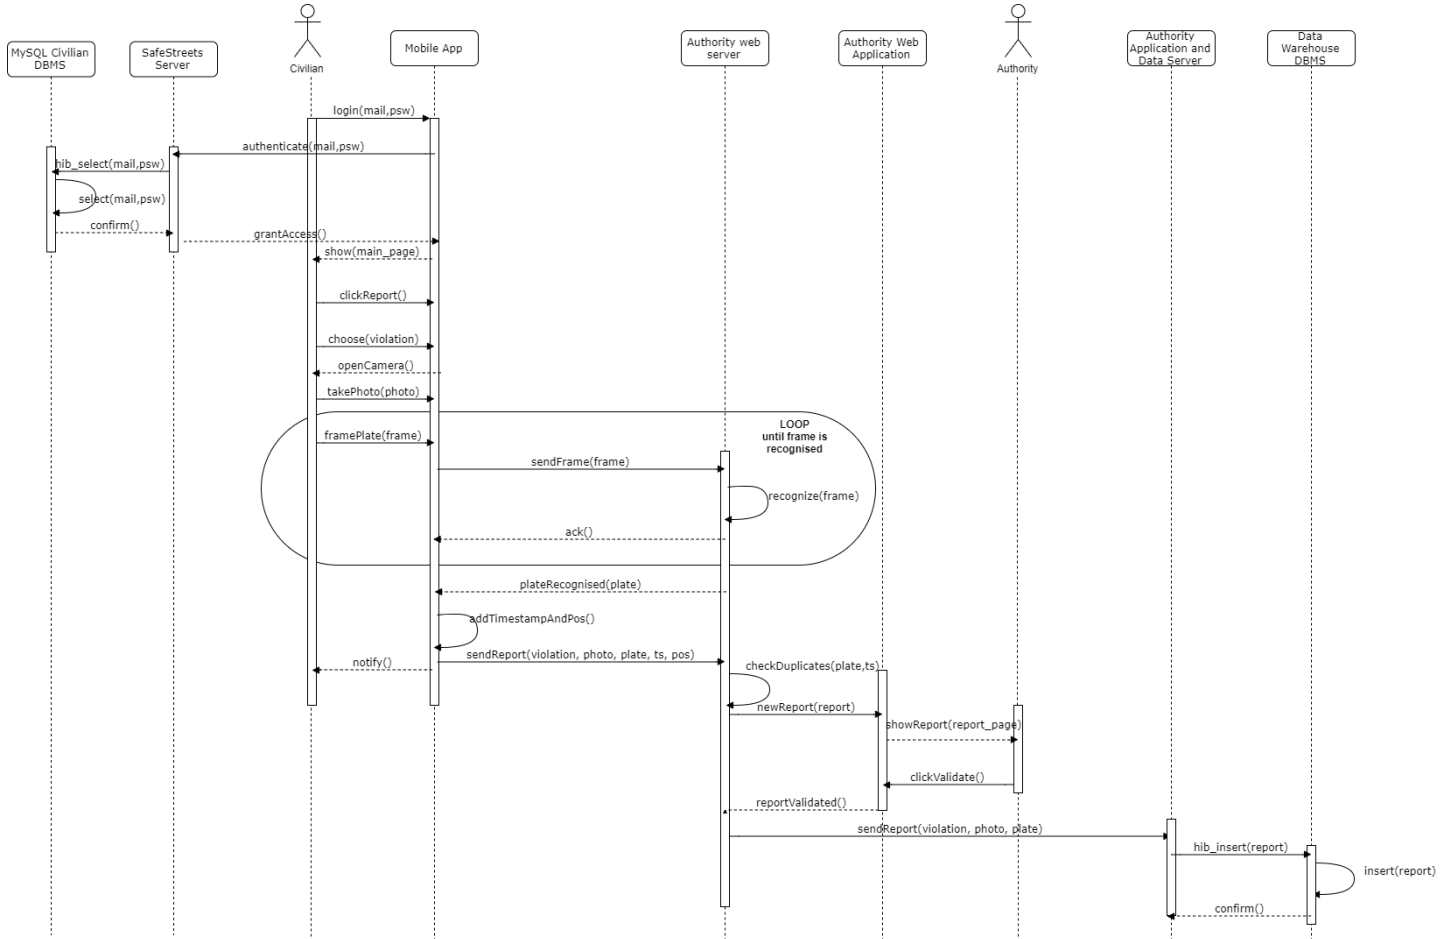 MySQL Civilian
DBMS
SafeStreets
Server
Civilian
Mobile App
Authority web
server
Authority Web
Application
Authority
Authority
Application and
Data Server
Data
Warehouse
DBMS
login(mail,psw)
authenticate(mail,psw)
hib_select(mail,psw)
select(mail,psw)
confirm()
grantAccess()
show(main_page)
clickReport()
choose(violation)
openCamera()
takePhoto(photo)
LOOP
until frame is
recognised
framePlate(frame)
sendFrame(frame)
recognize(frame)
ack()
plateRecognised(plate)
addTimestampAndPos()
sendReport(violation, photo, plate, ts, pos)
notify()
checkDuplicates(plate,ts)
newReport(report)
showReport(report_page)
clickValidate()
reportValidated()
sendReport(violation, photo, plate)
hib_insert(report)
insert(report)
confirm()